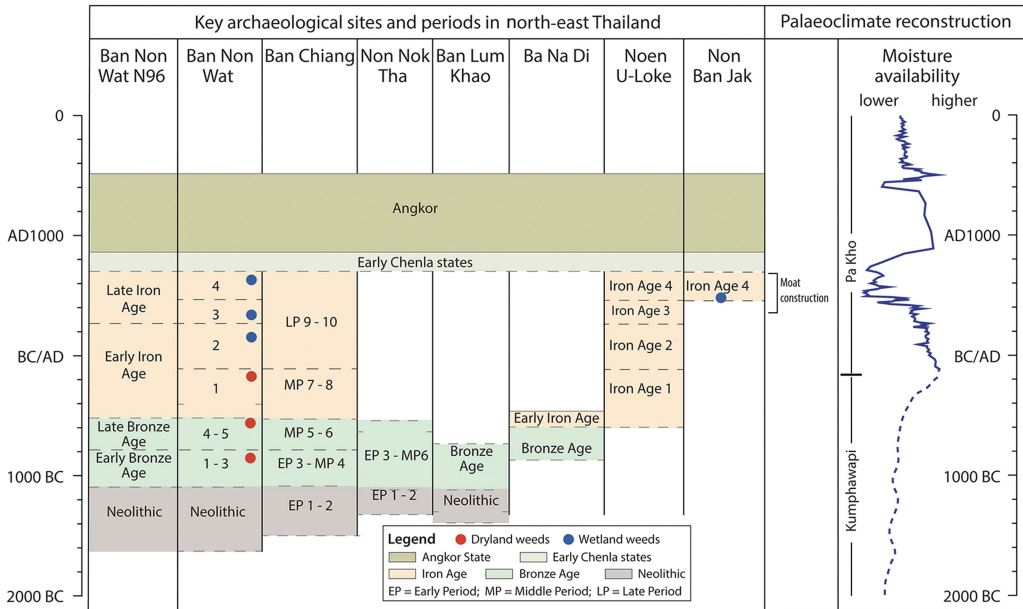 Key archaeological sites and periods in north-east Thailand
Palaeoclimate reconstruction
Ban Non
Wat N96
Ban Non
Wat
Ban Chiang
Non Nok
Tha
Ban Lum
Khao
Ba Na Di
Noen
U-Loke
Non
Ban Jak
Moisture
availability
lower
higher
0
AD1000
BC/AD
1000 BC
2000 BC
Angkor
Early Chenla states
Late Iron
Age
Early Iron
Age
Late Bronze
Age
Early Bronze
Age
Neolithic
4
3
2
1
4 - 5
1 - 3
Neolithic
LP 9 - 10
MP 7 - 8
MP 5 - 6
EP 3 - MP 4
EP 1 - 2
EP 3 - MP6
EP 1 - 2
Bronze
Age
Neolithic
Early Iron Age
Bronze Age
Iron Age 4
Iron Age 3
Iron Age 2
Iron Age 1
Iron Age 4
Moat
construction
Pa Kho
Kumphawapi
0
AD1000
BC/AD
1000 BC
2000 BC
Legend
Dryland weeds
Wetland weeds
Angkor State
Early Chenla states
Iron Age
Bronze Age
Neolithic
EP = Early Period; MP = Middle Period; LP = Late Period